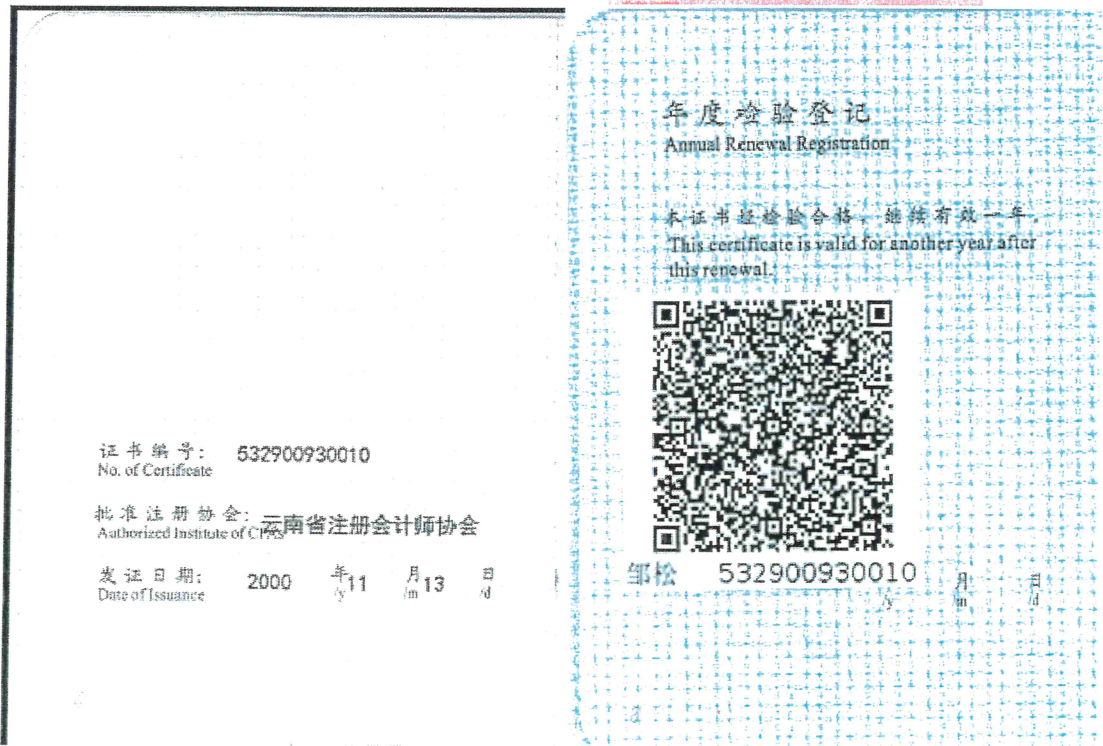 证书编号: 532900930010
No. of Certificate
批准注册协会: 云南省注册会计师协会
Authorized Institute of CPAs
发证日期: 2000 年 11 月 13 日
Date of Issuance /y /m /d
年度检验登记
Annual Renewal Registration
本证书经检验合格，继续有效一年。
This certificate is valid for another year after
this renewal.
邹松 532900930010 月 日
/y /m /d